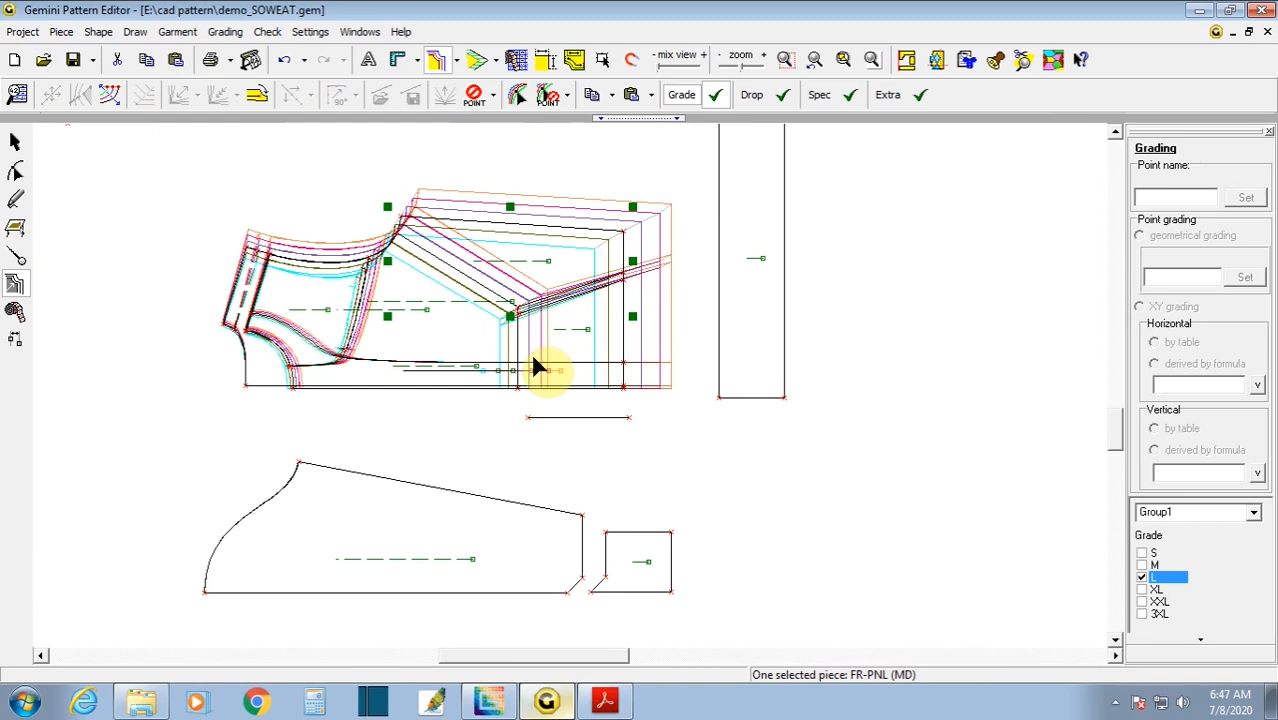 Gemini Pattern Editor - [E:\cad pattern\demo_SOWEAT.gem]
Project Piece Shape Draw Garment Grading Check Settings Windows Help
- mix view + - zoom +
90° POINT POINT Grade Drop Spec Extra
Grading
Point name:
Set
Point grading
geometrical grading
Set
XY grading
Horizontal
by table
derived by formula
v
Vertical
by table
derived by formula
v
Group1
Grade
S
M
L
XL
XXL
3XL
One selected piece: FR-PNL (MD)
6:47 AM
7/8/2020